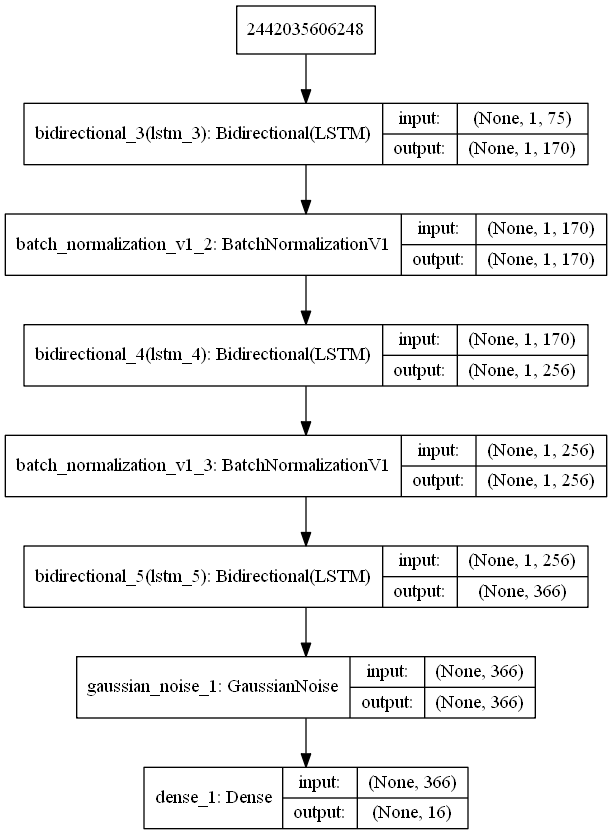 2442035606248
bidirectional_3(lstm_3): Bidirectional(LSTM)
input: (None, 1, 75)
output: (None, 1, 170)
batch_normalization_v1_2: BatchNormalizationV1
input: (None, 1, 170)
output: (None, 1, 170)
bidirectional_4(lstm_4): Bidirectional(LSTM)
input: (None, 1, 170)
output: (None, 1, 256)
batch_normalization_v1_3: BatchNormalizationV1
input: (None, 1, 256)
output: (None, 1, 256)
bidirectional_5(lstm_5): Bidirectional(LSTM)
input: (None, 1, 256)
output: (None, 366)
gaussian_noise_1: GaussianNoise
input: (None, 366)
output: (None, 366)
dense_1: Dense
input: (None, 366)
output: (None, 16)